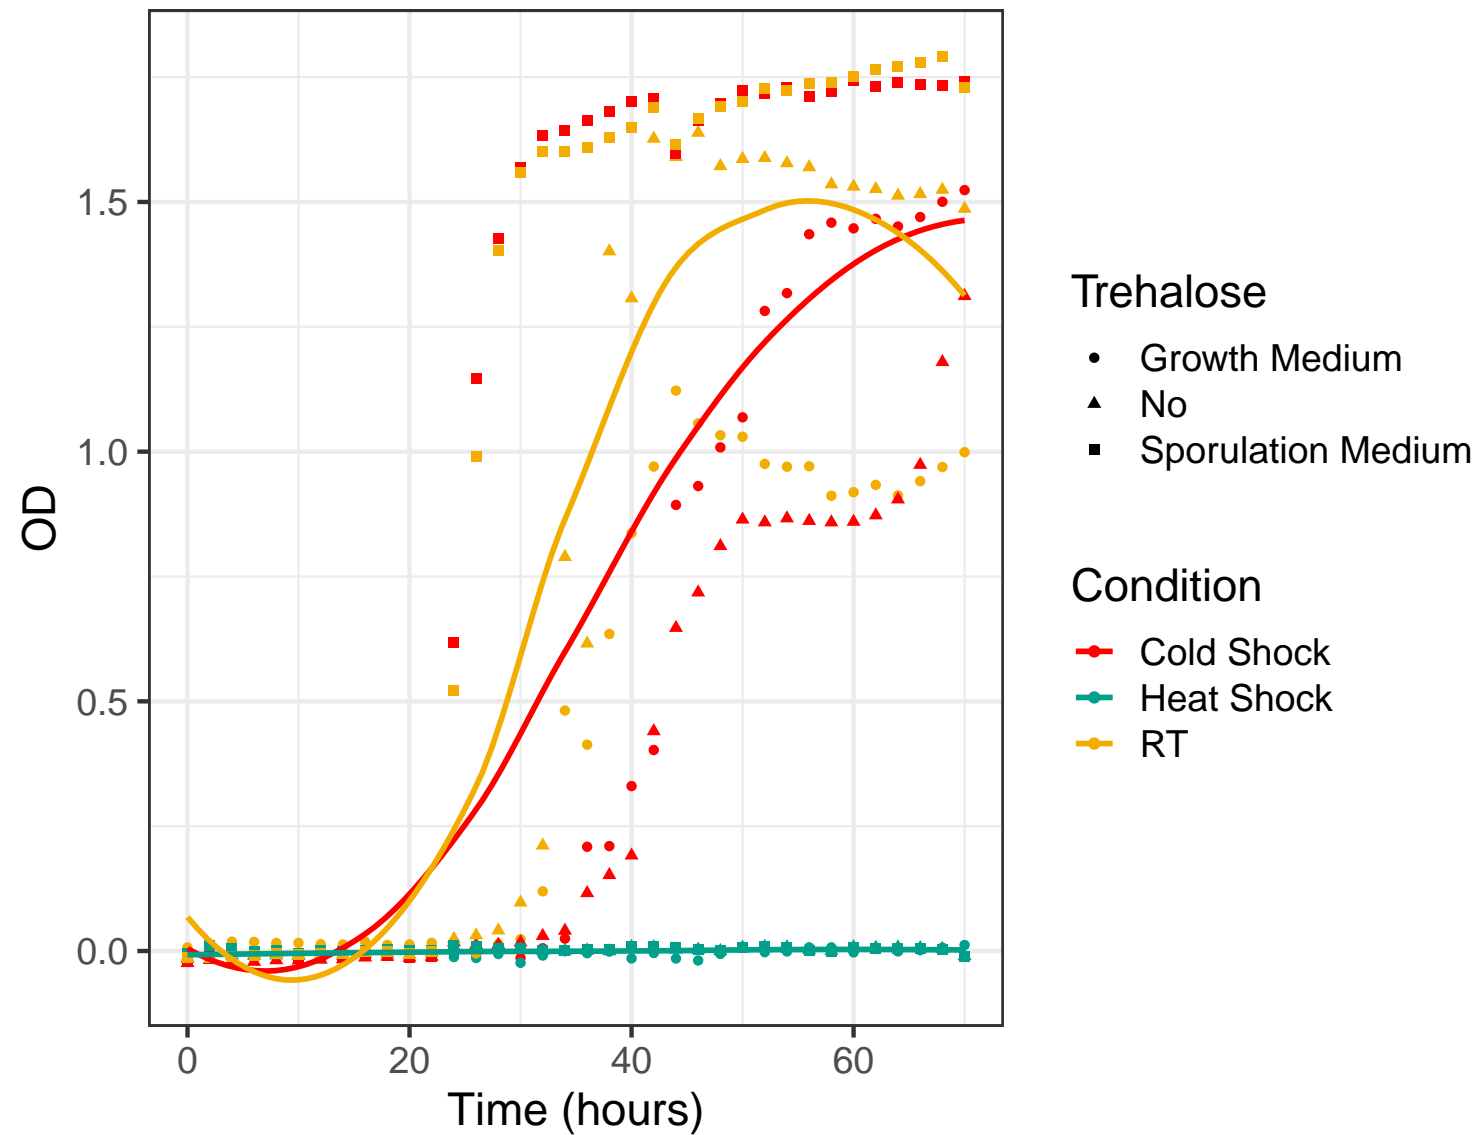 1.5
1.0
0.5
0.0
OD
0
20
40
60
Time (hours)
Trehalose
Growth Medium
No
Sporulation Medium
Condition
Cold Shock
Heat Shock
RT